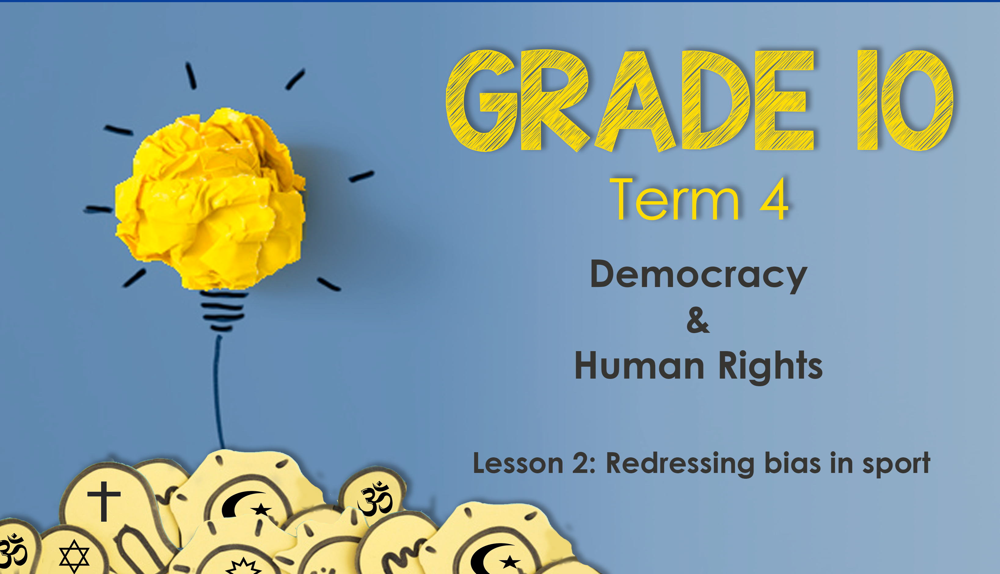 GRADE 10
Term 4
Democracy
&
Human Rights
Lesson 2: Redressing bias in sport